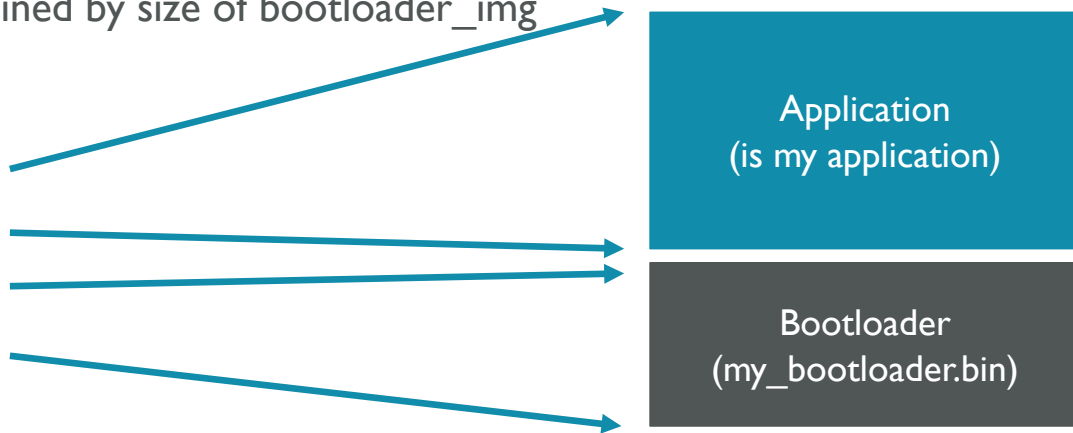 ined by size of bootloader_img
Application
(is my application)
Bootloader
(my_bootloader.bin)